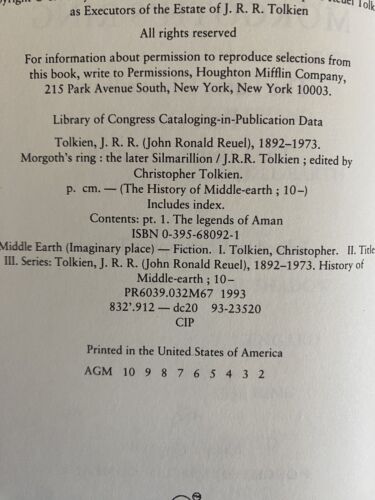 as Executors of the Estate of J. R. R. Tolkien
All rights reserved
For information about permission to reproduce selections from
this book, write to Permissions, Houghton Mifflin Company,
215 Park Avenue South, New York, New York 10003.
Library of Congress Cataloging-in-Publication Data
Tolkien, J. R. R. (John Ronald Reuel), 1892–1973.
Morgoth's ring : the later Silmarillion / J.R.R. Tolkien ; edited by
Christopher Tolkien.
p. cm. — (The History of Middle-earth ; 10–)
Includes index.
Contents: pt. 1. The legends of Aman
ISBN 0-395-68092-1
Middle Earth (Imaginary place) — Fiction. I. Tolkien, Christopher. II. Title
III. Series: Tolkien, J. R. R. (John Ronald Reuel), 1892–1973. History of
Middle-earth ; 10–
PR6039.032M67 1993
832'.912 — dc20 93-23520
CIP
Printed in the United States of America
AGM 10 9 8 7 6 5 4 3 2